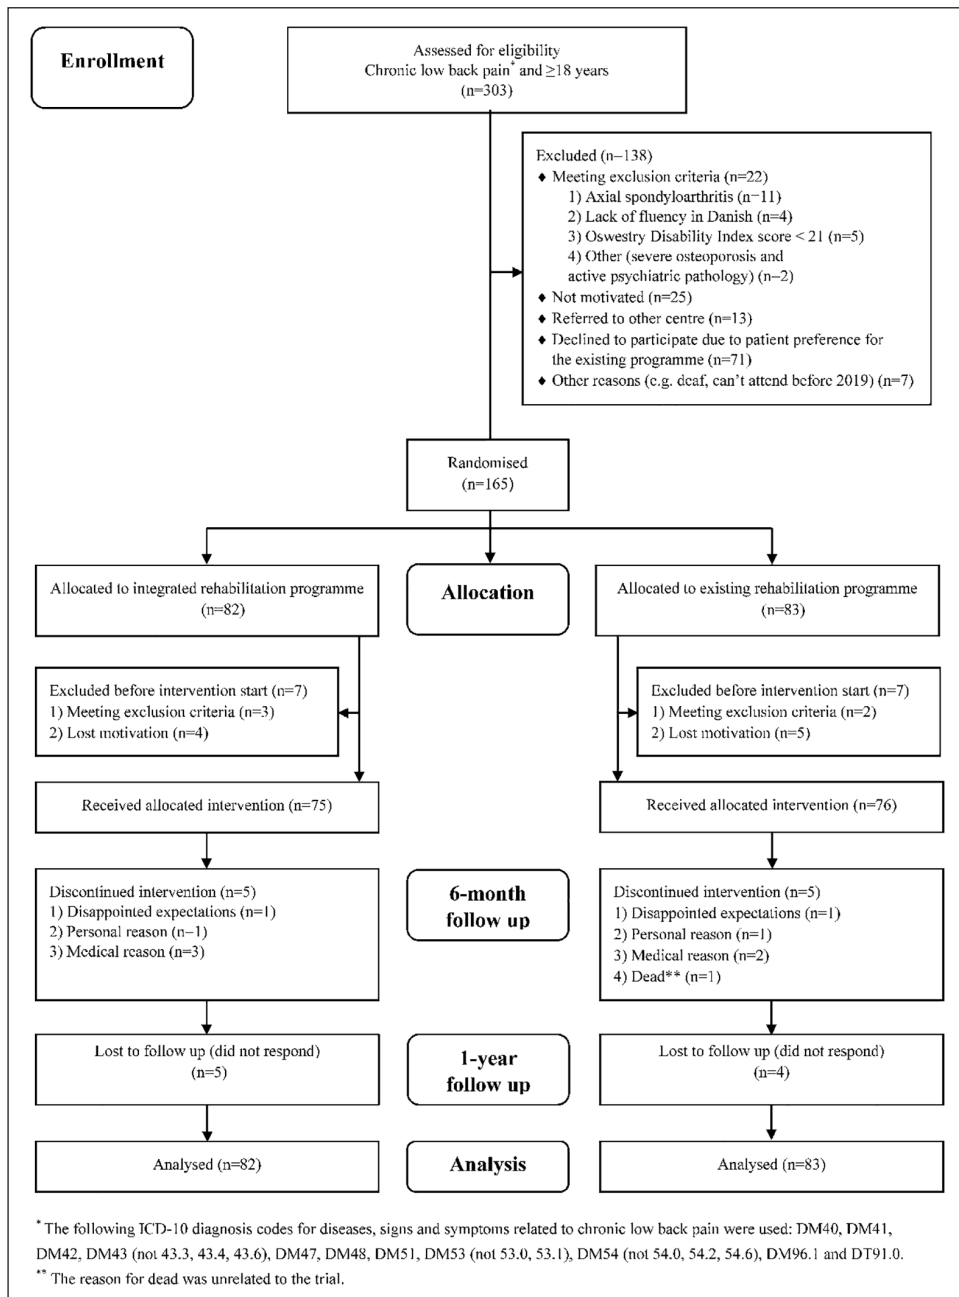 Enrollment
Assessed for eligibility
Chronic low back pain* and ≥18 years
(n=303)
Excluded (n=138)
♦ Meeting exclusion criteria (n=22)
1) Axial spondyloarthritis (n=11)
2) Lack of fluency in Danish (n=4)
3) Oswestry Disability Index score < 21 (n=5)
4) Other (severe osteoporosis and
active psychiatric pathology) (n=2)
♦ Not motivated (n=25)
♦ Referred to other centre (n=13)
♦ Declined to participate due to patient preference for
the existing programme (n=71)
♦ Other reasons (e.g. deaf, can't attend before 2019) (n=7)
Randomised
(n=165)
Allocation
Allocated to integrated rehabilitation programme
(n=82)
Allocated to existing rehabilitation programme
(n=83)
Excluded before intervention start (n=7)
1) Meeting exclusion criteria (n=3)
2) Lost motivation (n=4)
Excluded before intervention start (n=7)
1) Meeting exclusion criteria (n=2)
2) Lost motivation (n=5)
Received allocated intervention (n=75)
Received allocated intervention (n=76)
6-month
follow up
Discontinued intervention (n=5)
1) Disappointed expectations (n=1)
2) Personal reason (n=1)
3) Medical reason (n=3)
Discontinued intervention (n=5)
1) Disappointed expectations (n=1)
2) Personal reason (n=1)
3) Medical reason (n=2)
4) Dead** (n=1)
1-year
follow up
Lost to follow up (did not respond)
(n=5)
Lost to follow up (did not respond)
(n=4)
Analysis
Analysed (n=82)
Analysed (n=83)
* The following ICD-10 diagnosis codes for diseases, signs and symptoms related to chronic low back pain were used: DM40, DM41,
DM42, DM43 (not 43.3, 43.4, 43.6), DM47, DM48, DM51, DM53 (not 53.0, 53.1), DM54 (not 54.0, 54.2, 54.6), DM96.1 and DT91.0.
** The reason for dead was unrelated to the trial.